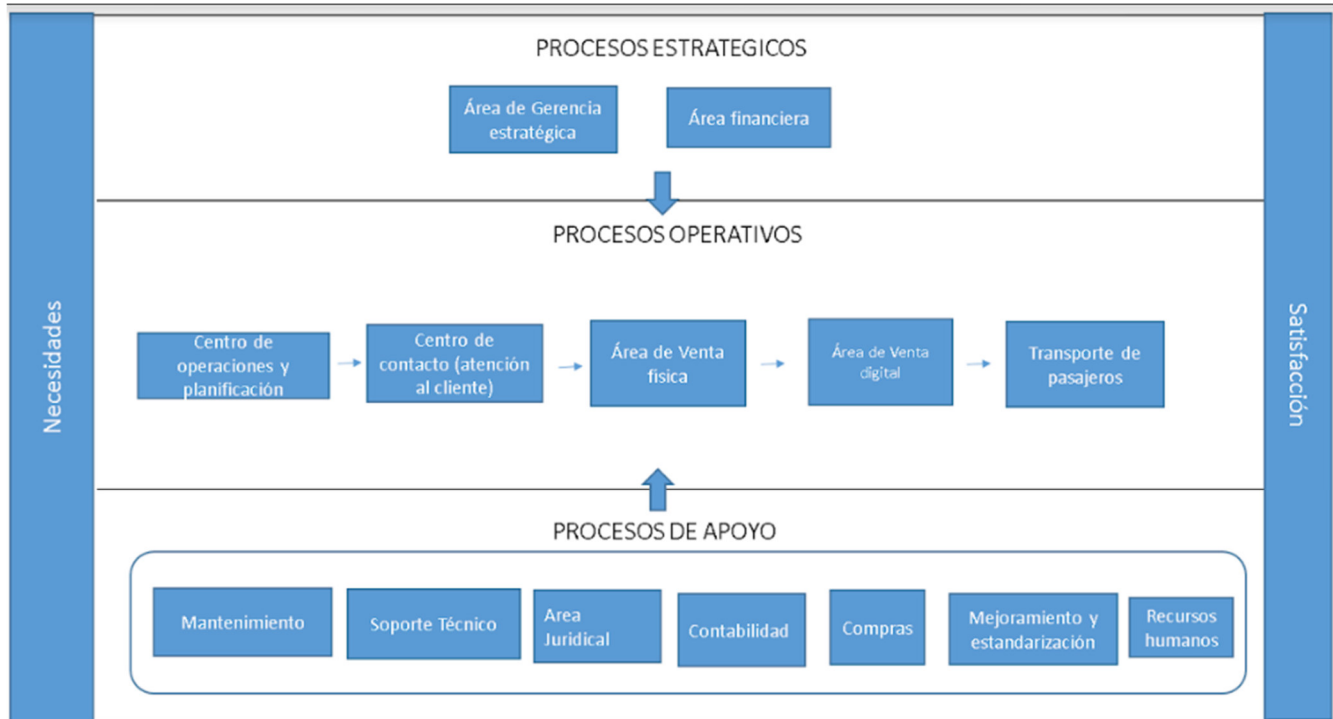 PROCESOS ESTRATEGICOS
Área de Gerencia
estratégica
Área financiera
PROCESOS OPERATIVOS
Necesidades
Centro de
operaciones y
planificación
Centro de
contacto (atención
al cliente)
Área de Venta
fisica
Área de Venta
digital
Transporte de
pasajeros
Satisfacción
PROCESOS DE APOYO
Mantenimiento
Soporte Técnico
Area
Juridical
Contabilidad
Compras
Mejoramiento y
estandarización
Recursos
humanos